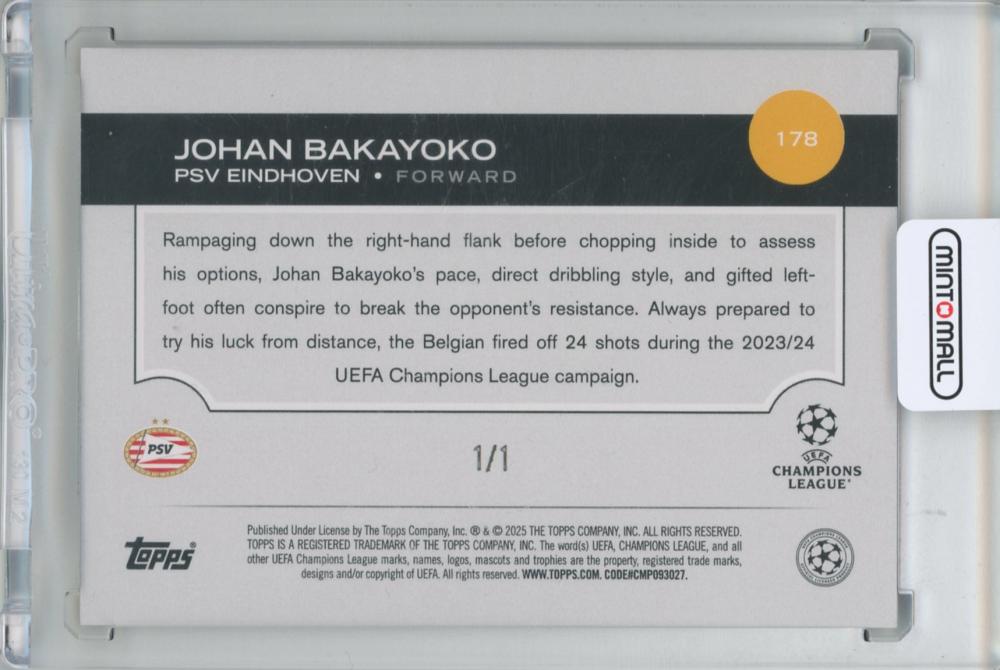 JOHAN BAKAYOKO
PSV EINDHOVEN • FORWARD
178
Rampaging down the right-hand flank before chopping inside to assess
his options, Johan Bakayoko's pace, direct dribbling style, and gifted left-
foot often conspire to break the opponent's resistance. Always prepared to
try his luck from distance, the Belgian fired off 24 shots during the 2023/24
UEFA Champions League campaign.
PSV
1/1
UEFA
CHAMPIONS
LEAGUE®
topps®
Published Under License by The Topps Company, Inc. ® & © 2025 THE TOPPS COMPANY, INC. ALL RIGHTS RESERVED.
TOPPS IS A REGISTERED TRADEMARK OF THE TOPPS COMPANY, INC. The word(s) UEFA, CHAMPIONS LEAGUE, and all
other UEFA Champions League marks, names, logos, mascots and trophies are the property, registered trade marks,
designs and/or copyright of UEFA. All rights reserved. WWW.TOPPS.COM. CODE#CMP093027.
MINTOMALL